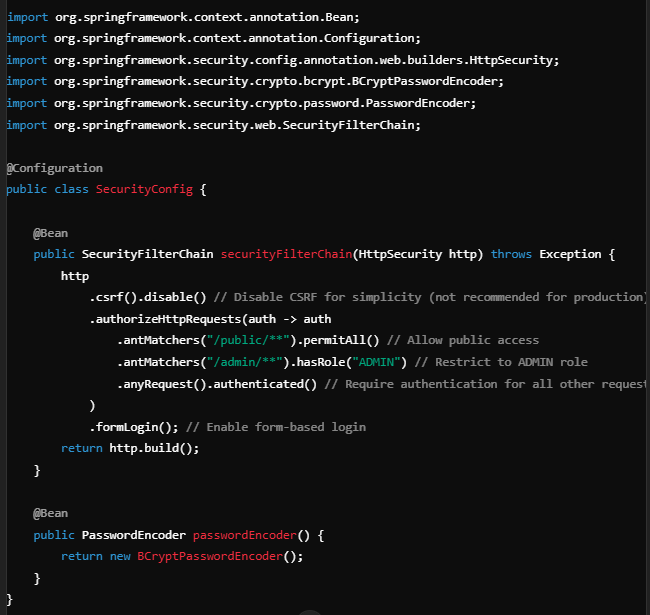 import org.springframework.context.annotation.Bean;
import org.springframework.context.annotation.Configuration;
import org.springframework.security.config.annotation.web.builders.HttpSecurity;
import org.springframework.security.crypto.bcrypt.BCryptPasswordEncoder;
import org.springframework.security.crypto.password.PasswordEncoder;
import org.springframework.security.web.SecurityFilterChain;

@Configuration
public class SecurityConfig {

    @Bean
    public SecurityFilterChain securityFilterChain(HttpSecurity http) throws Exception {
        http
            .csrf().disable() // Disable CSRF for simplicity (not recommended for production)
            .authorizeHttpRequests(auth -> auth
                .antMatchers("/public/**").permitAll() // Allow public access
                .antMatchers("/admin/**").hasRole("ADMIN") // Restrict to ADMIN role
                .anyRequest().authenticated() // Require authentication for all other request
            )
            .formLogin(); // Enable form-based login
        return http.build();
    }

    @Bean
    public PasswordEncoder passwordEncoder() {
        return new BCryptPasswordEncoder();
    }
}